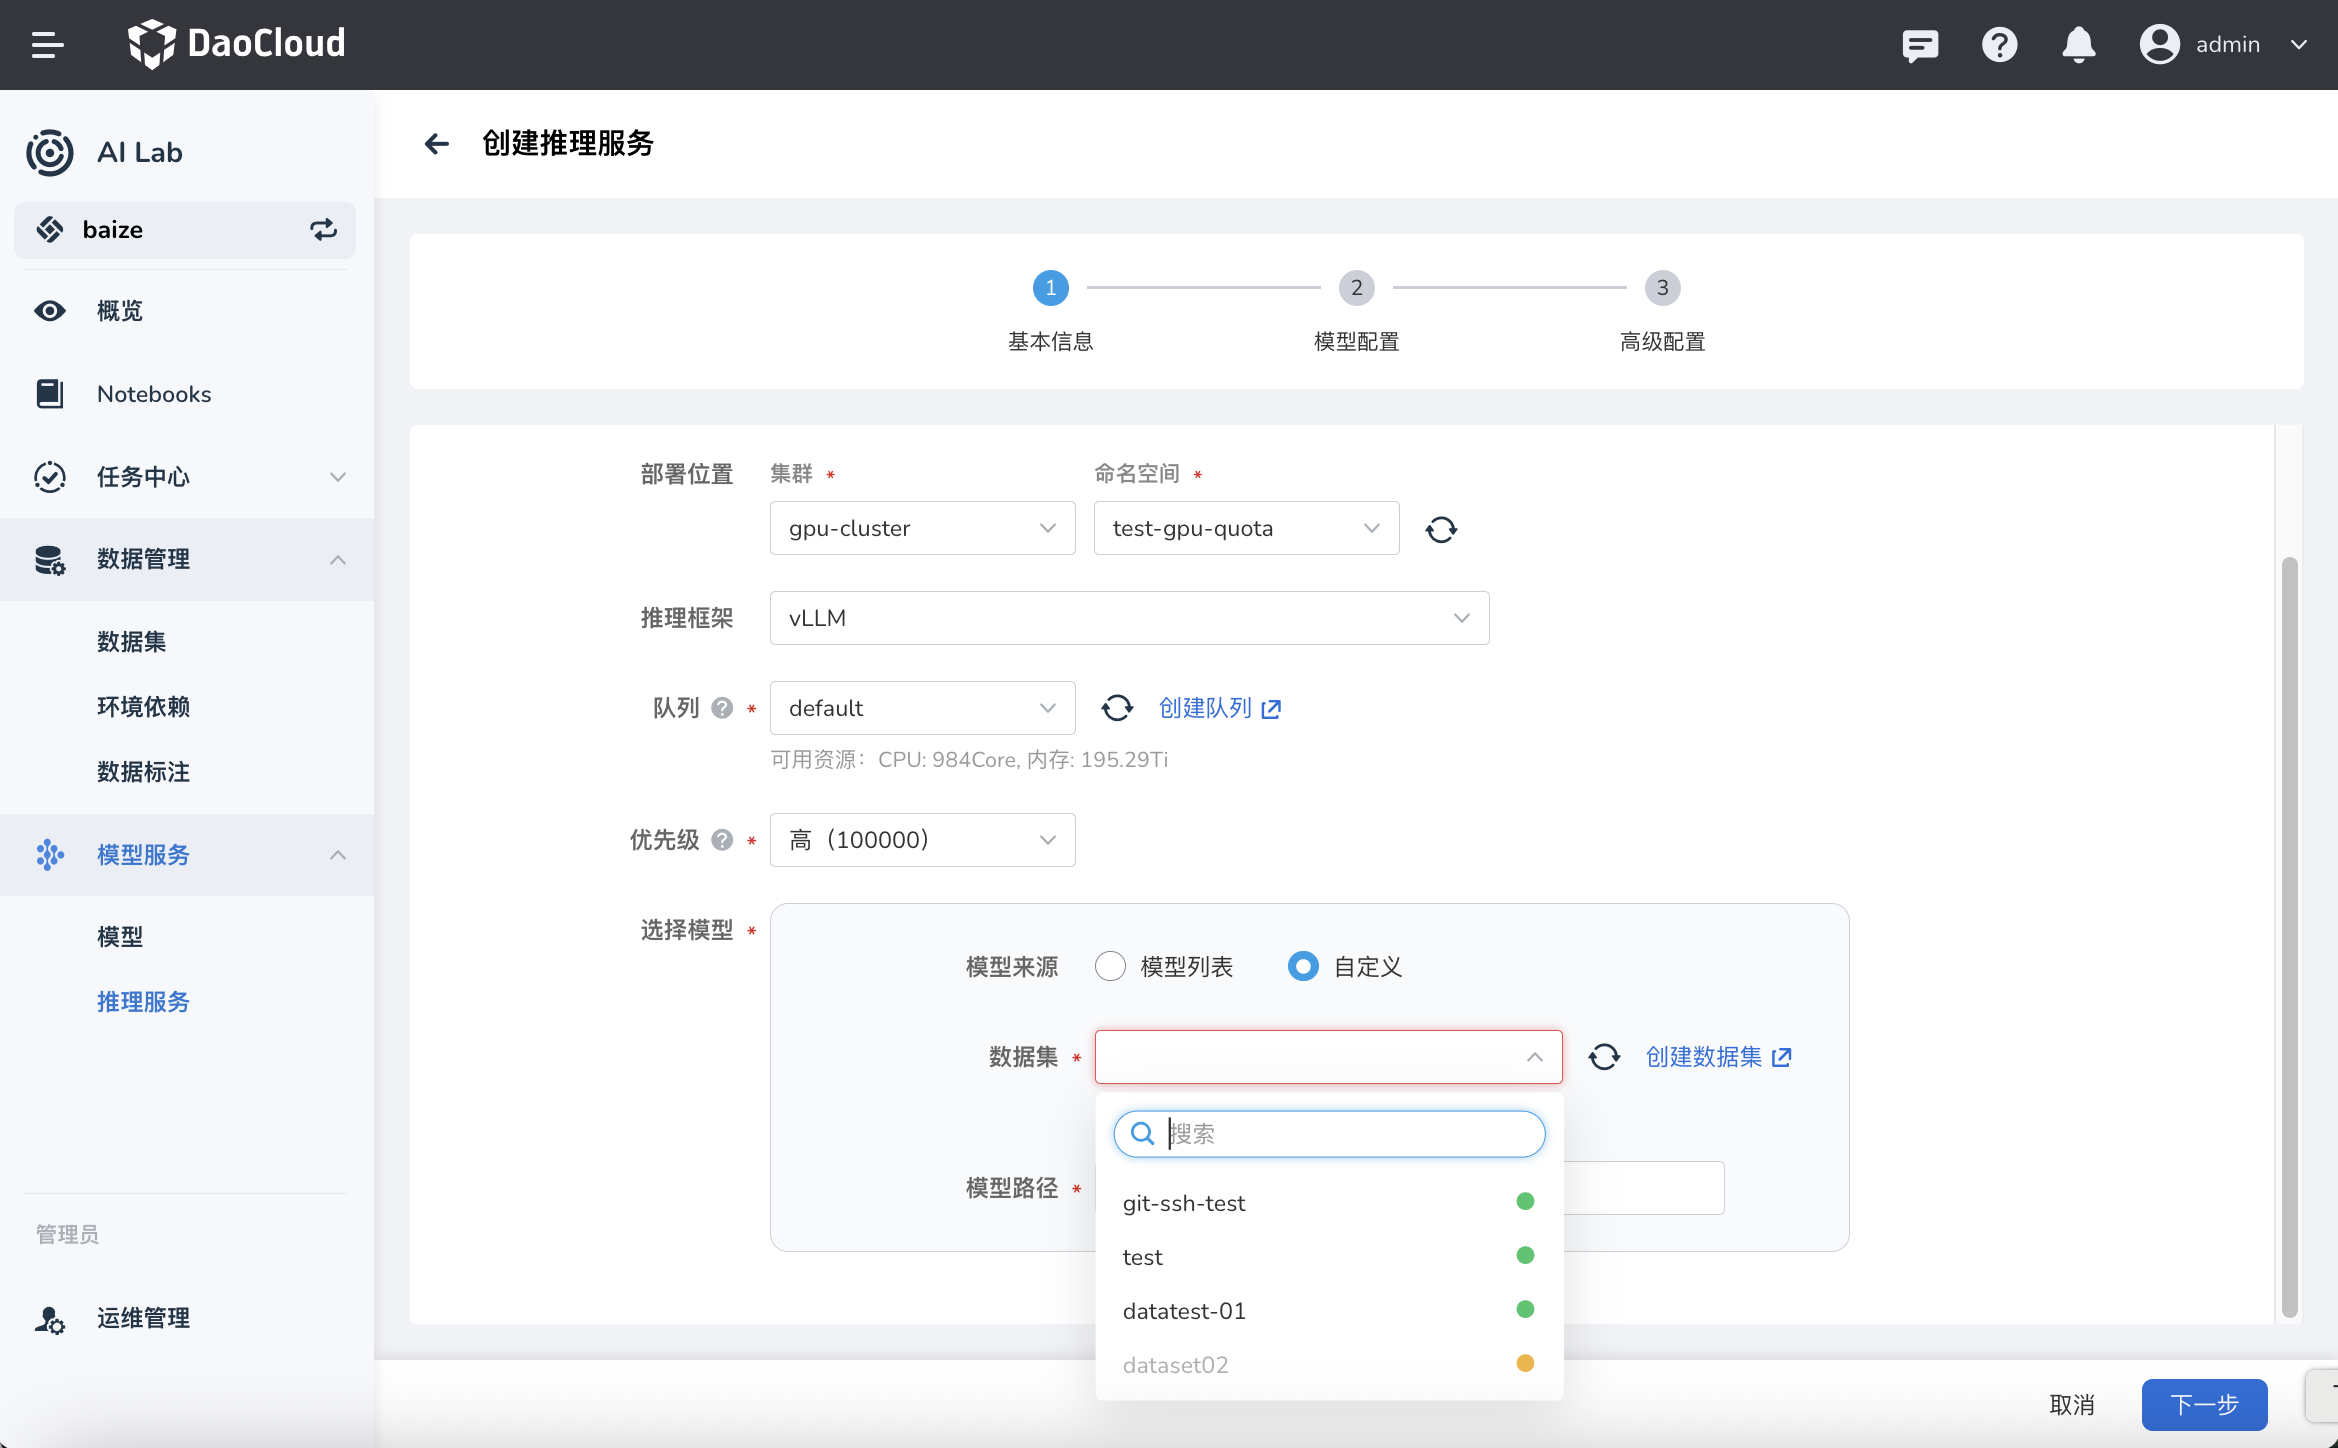 DaoCloud
admin
AI Lab
baize
概览
Notebooks
任务中心
数据管理
数据集
环境依赖
数据标注
模型服务
模型
推理服务
管理员
运维管理
创建推理服务
1
2
3
基本信息
模型配置
高级配置
部署位置
集群 *
命名空间 *
gpu-cluster
test-gpu-quota
推理框架
vLLM
队列 ? *
default
创建队列
可用资源：CPU: 984Core, 内存: 195.29Ti
优先级 ? *
高（100000）
选择模型 *
模型来源
模型列表
自定义
数据集 *
创建数据集
搜索
模型路径 *
git-ssh-test
test
datatest-01
dataset02
取消
下一步